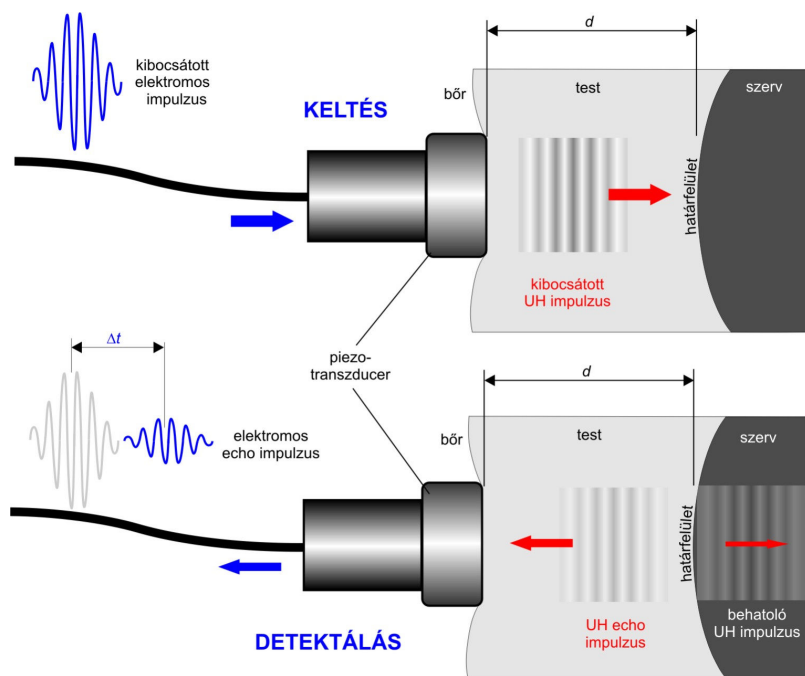 d
kibocsátott
elektromos
impulzus
bőr
test
szerv
KELTÉS
határfelület
kibocsátott
UH impulzus
Δt
piezo-
transzducer
d
elektromos
echo impulzus
bőr
test
szerv
határfelület
DETEKTÁLÁS
UH echo
impulzus
behatoló
UH impulzus